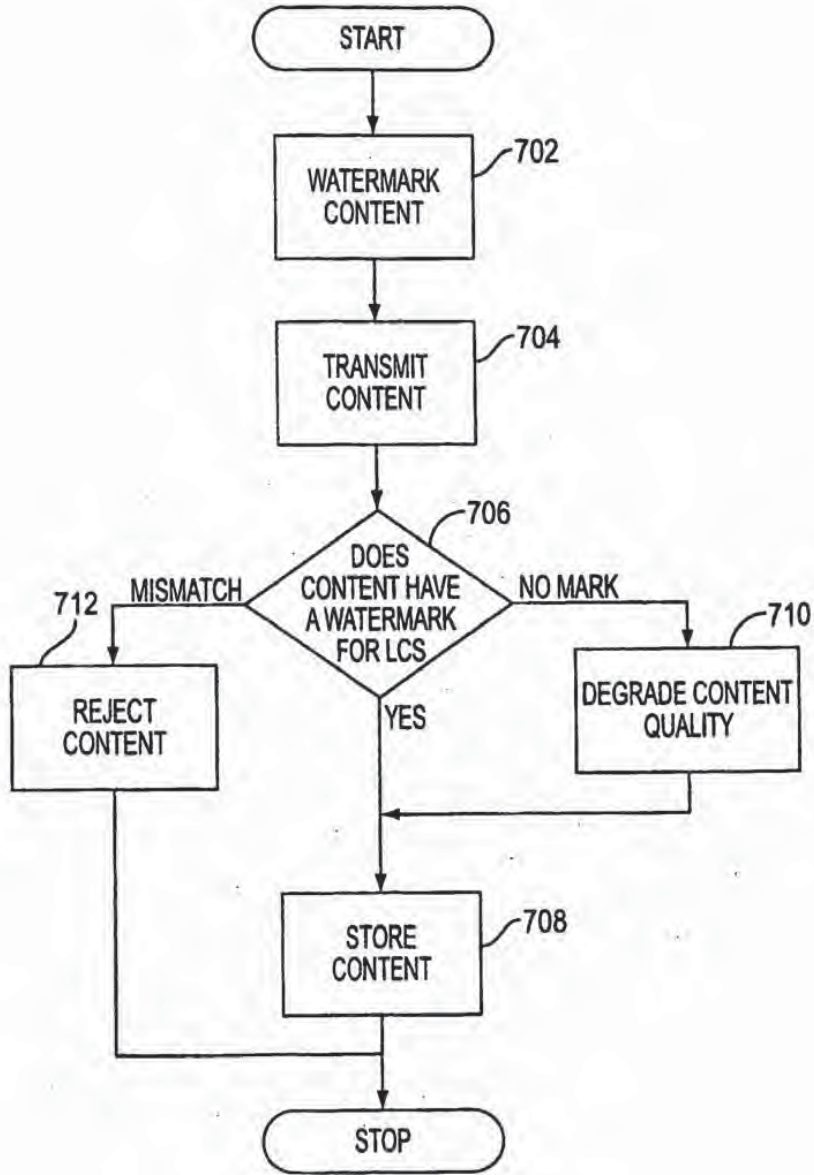 START
702
WATERMARK
CONTENT
704
TRANSMIT
CONTENT
706
DOES
CONTENT HAVE
A WATERMARK
FOR LCS
MISMATCH
NO MARK
YES
712
REJECT
CONTENT
710
DEGRADE CONTENT
QUALITY
708
STORE
CONTENT
STOP